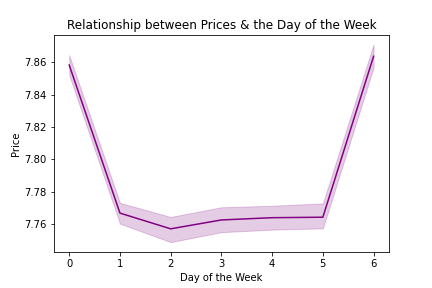 Relationship between Prices & the Day of the Week
7.86
7.84
7.82
7.80
7.78
7.76
Price
0 1 2 3 4 5 6
Day of the Week